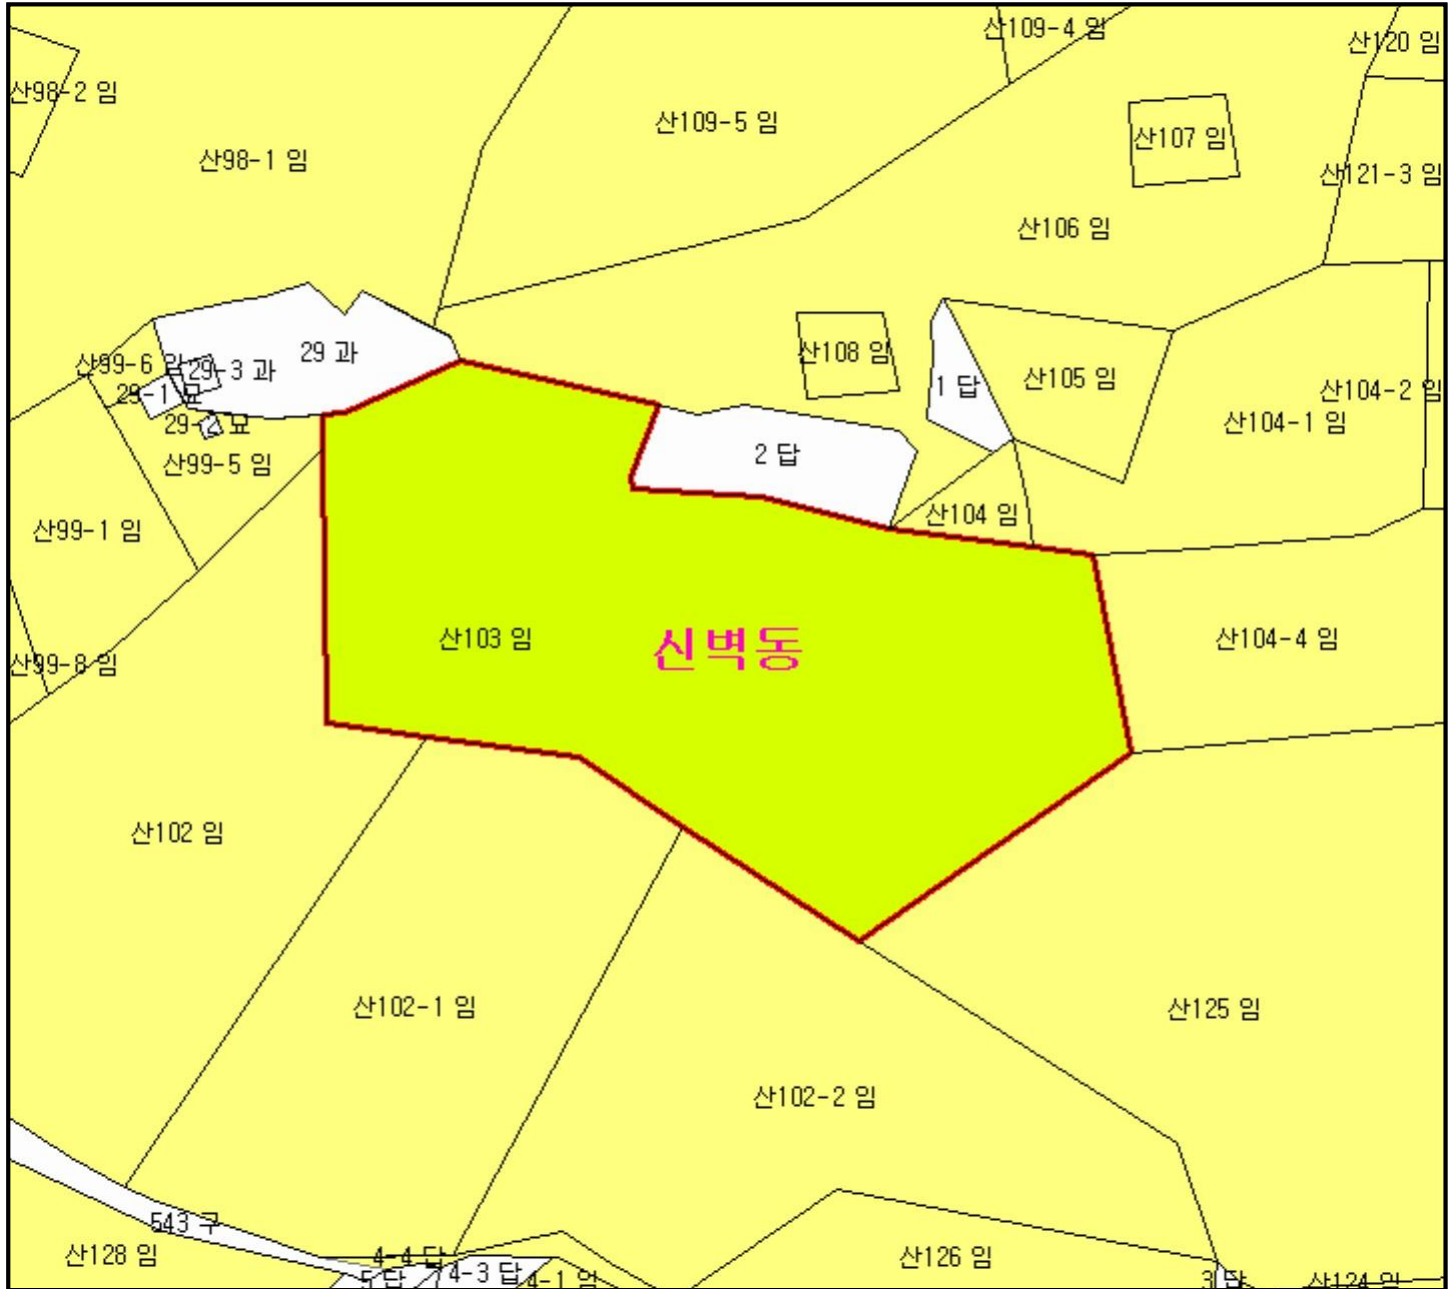 산109-4 임
산120 임
산98-2 임
산109-5 임
산107 임
산98-1 임
산121-3 임
산106 임
29 과
산108 임
산99-6 임
29-3 과
1 답
산105 임
29-1 묘
산104-2 임
29-2 묘
산104-1 임
2 답
산99-5 임
산104 임
산99-1 임
산103 임
신벽동
산104-4 임
산99-8 임
산102 임
산102-1 임
산125 임
산102-2 임
543 구
산128 임
4-4 답
산126 임
5 답
4-3 답
4-1 임
3 답
산124 임